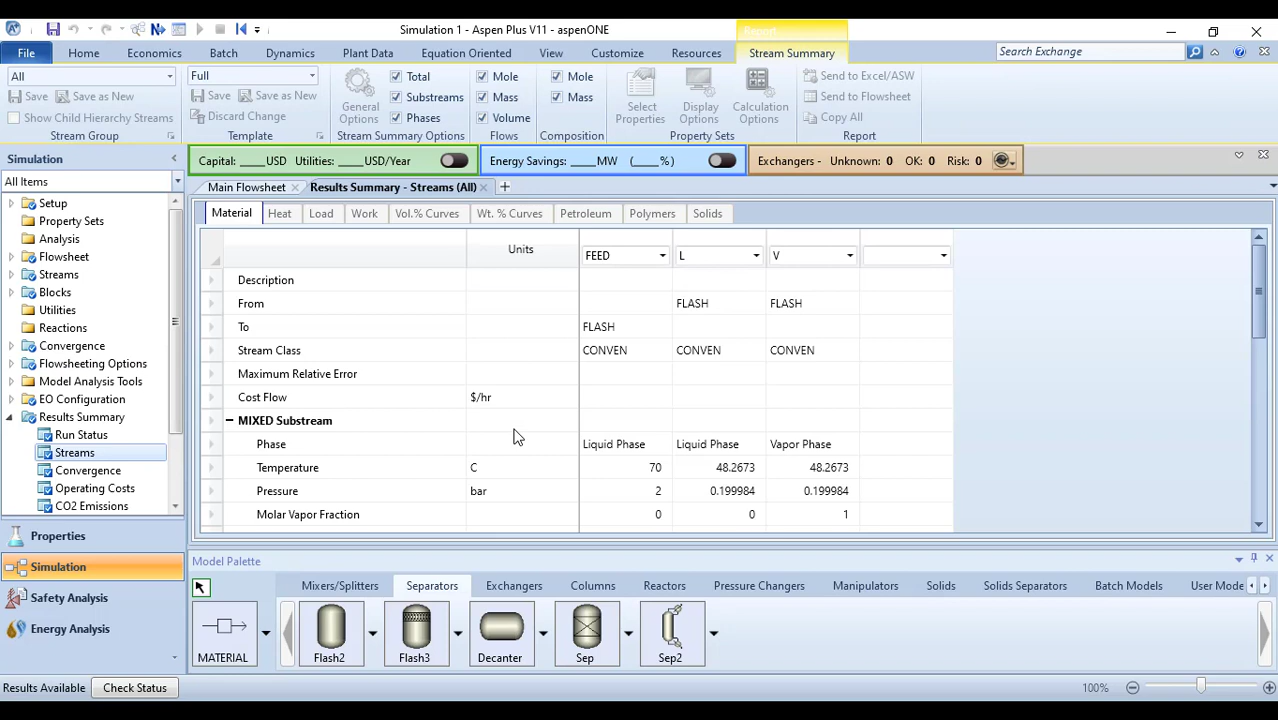 Simulation 1 - Aspen Plus V11 - aspenONE
Report
File Home Economics Batch Dynamics Plant Data Equation Oriented View Customize Resources Stream Summary
Search Exchange
All Full Total Mole Mole Send to Excel/ASW
Save Save as New Save Save as New Substreams Mass Mass Send to Flowsheet
Show Child Hierarchy Streams Discard Change General Options Phases Volume Select Properties Display Options Calculation Options Copy All
Stream Group Template Stream Summary Options Flows Composition Property Sets Report
Simulation
Capital: ____USD Utilities: ____USD/Year
Energy Savings: ____MW (____%)
Exchangers - Unknown: 0 OK: 0 Risk: 0
All Items
Main Flowsheet Results Summary - Streams (All)
Setup
Property Sets
Analysis
Flowsheet
Streams
Blocks
Utilities
Reactions
Convergence
Flowsheeting Options
Model Analysis Tools
EO Configuration
Results Summary
Run Status
Streams
Convergence
Operating Costs
CO2 Emissions
Properties
Simulation
Safety Analysis
Energy Analysis
Material Heat Load Work Vol.% Curves Wt. % Curves Petroleum Polymers Solids
Units FEED L V
Description
From FLASH FLASH
To FLASH
Stream Class CONVEN CONVEN CONVEN
Maximum Relative Error
Cost Flow $/hr
MIXED Substream
Phase Liquid Phase Liquid Phase Vapor Phase
Temperature C 70 48.2673 48.2673
Pressure bar 2 0.199984 0.199984
Molar Vapor Fraction 0 0 1
Model Palette
Mixers/Splitters Separators Exchangers Columns Reactors Pressure Changers Manipulators Solids Solids Separators Batch Models User Mode
MATERIAL Flash2 Flash3 Decanter Sep Sep2
Results Available Check Status 100%